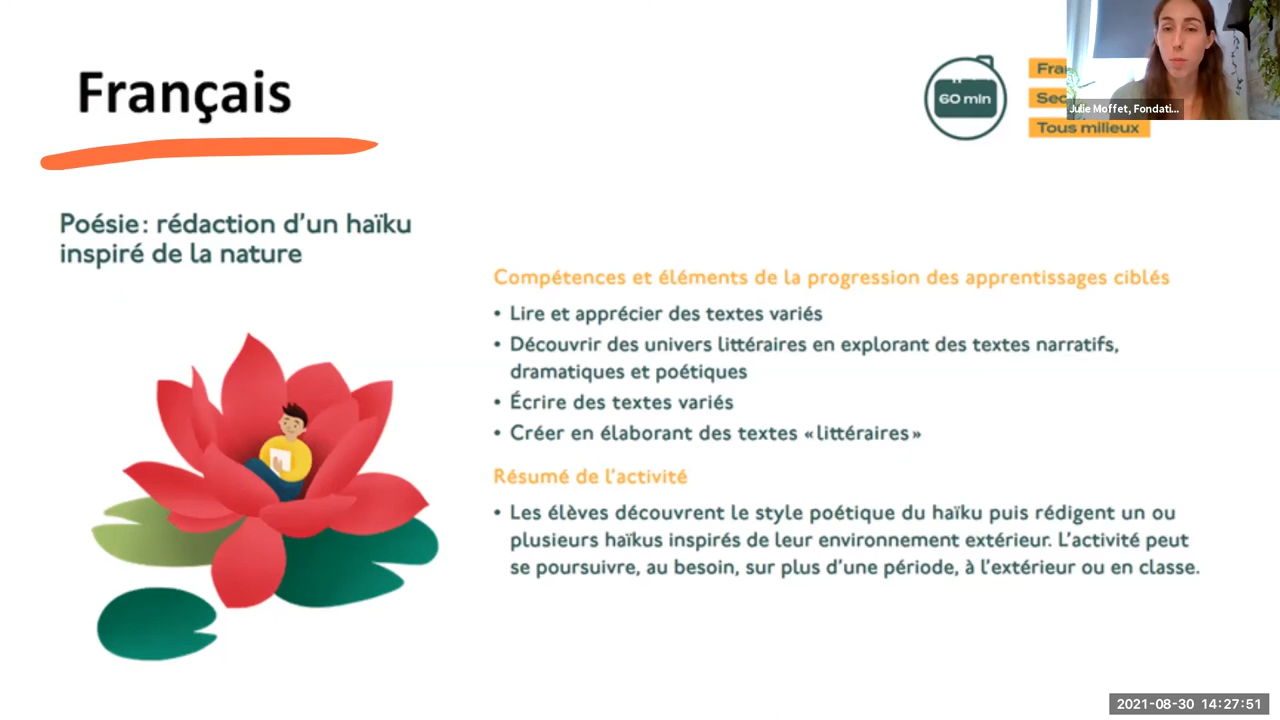 Français
60 min
Tous milieux
Julie Moffet, Fondati...
Poésie : rédaction d'un haïku
inspiré de la nature
Compétences et éléments de la progression des apprentissages ciblés
• Lire et apprécier des textes variés
• Découvrir des univers littéraires en explorant des textes narratifs,
dramatiques et poétiques
• Écrire des textes variés
• Créer en élaborant des textes «littéraires»
Résumé de l'activité
• Les élèves découvrent le style poétique du haïku puis rédigent un ou
plusieurs haïkus inspirés de leur environnement extérieur. L'activité peut
se poursuivre, au besoin, sur plus d'une période, à l'extérieur ou en classe.
2021-08-30 14:27:51